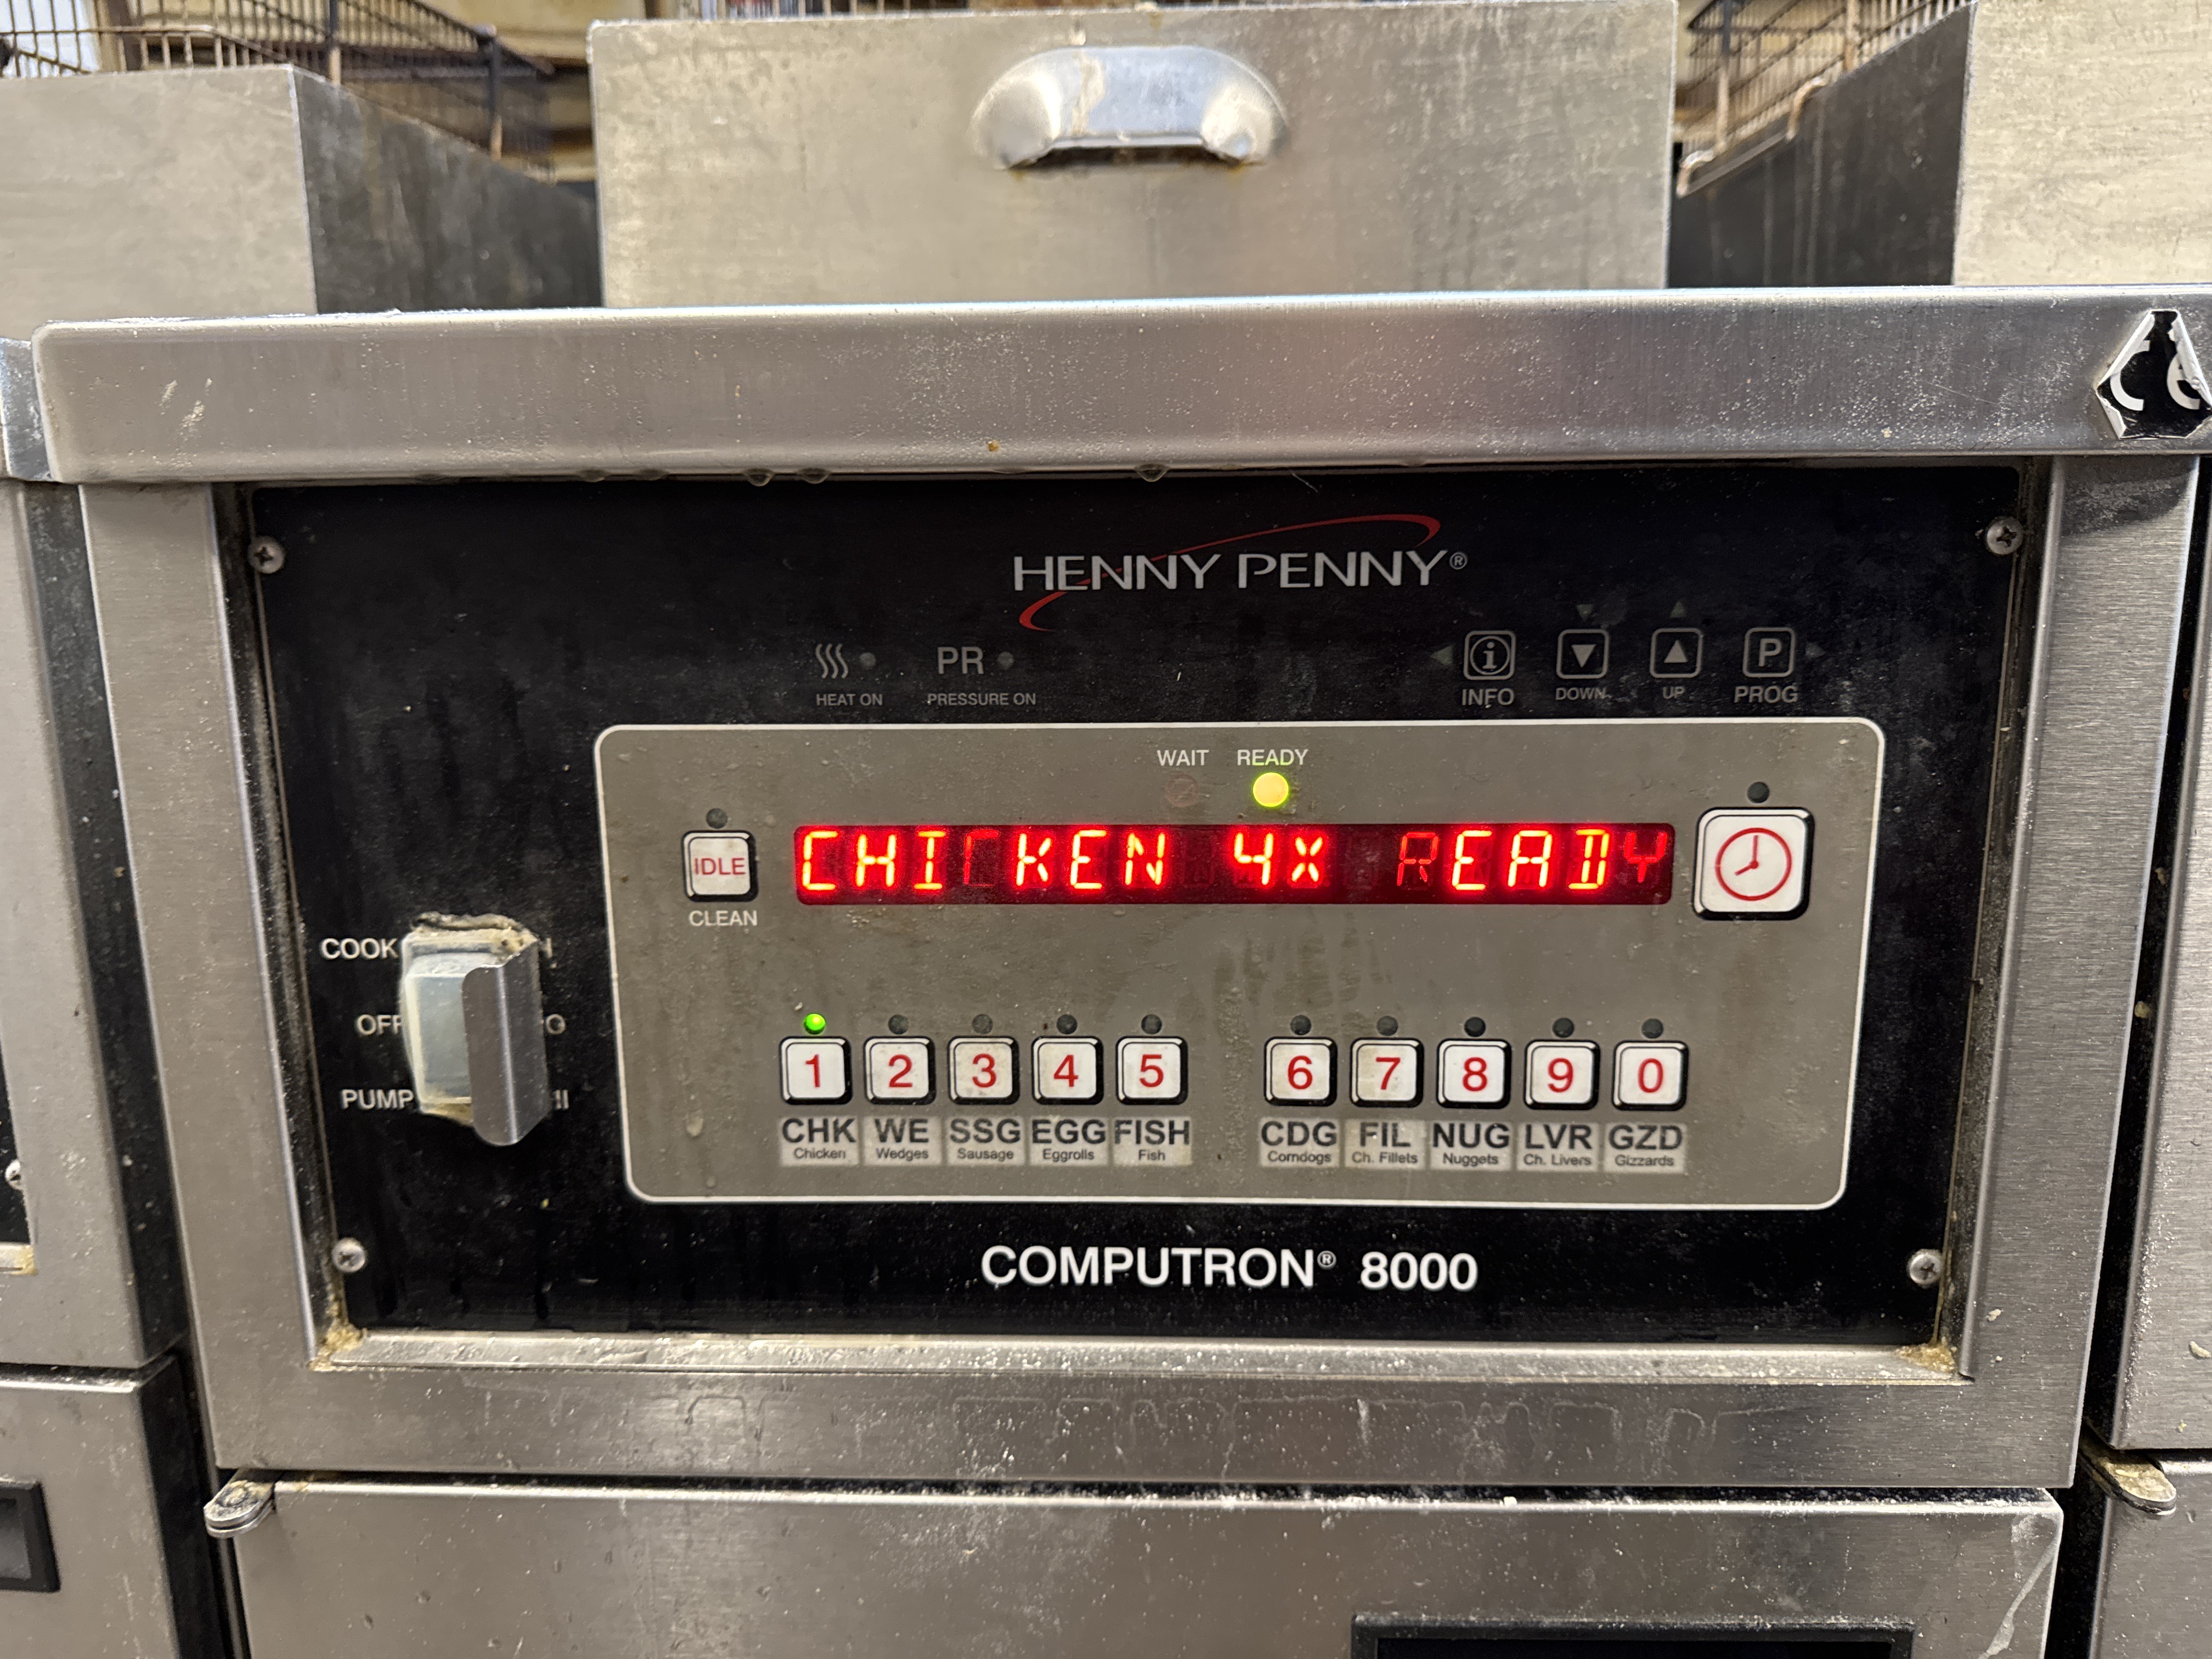 HENNY PENNY®
HEAT ON
PR
PRESSURE ON
INFO
DOWN
UP
P
PROG
WAIT READY
IDLE
CLEAN
CHICKEN 4X READY
COOK
OFF
PUMP
1 2 3 4 5 6 7 8 9 0
CHK WE SSG EGG FISH CDG FIL NUG LVR GZD
Chicken Wedges Sausage Eggrolls Fish Corndogs Ch. Fillets Nuggets Ch. Livers Gizzards
COMPUTRON® 8000